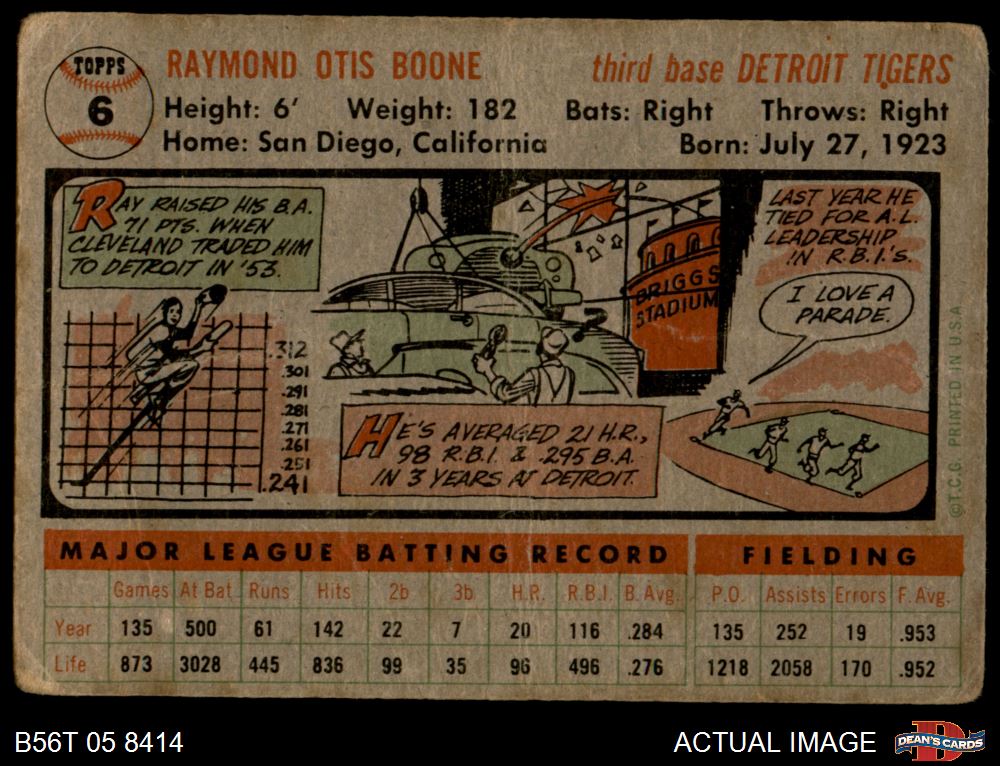 TOPPS
6
RAYMOND OTIS BOONE third base DETROIT TIGERS
Height: 6' Weight: 182 Bats: Right Throws: Right
Home: San Diego, California Born: July 27, 1923
RAY RAISED HIS B.A.
71 PTS. WHEN
CLEVELAND TRADED HIM
TO DETROIT IN '53.
.312
.301
.291
.281
.271
.261
.251
.241
BRIGGS
STADIUM
HE'S AVERAGED 21 H.R.,
98 R.B.I. & .295 B.A.
IN 3 YEARS AT DETROIT.
LAST YEAR HE
TIED FOR A.L.
LEADERSHIP
IN R.B.I.'S.
I LOVE A
PARADE.
©T.C.G. PRINTED IN U.S.A
MAJOR LEAGUE BATTING RECORD FIELDING
Games At Bat Runs Hits 2b 3b H.R. R.B.I. B.Avg. P.O. Assists Errors F. Avg.
Year 135 500 61 142 22 7 20 116 .284 135 252 19 .953
Life 873 3028 445 836 99 35 96 496 .276 1218 2058 170 .952
B56T 05 8414 ACTUAL IMAGE
DEAN'S CARDS